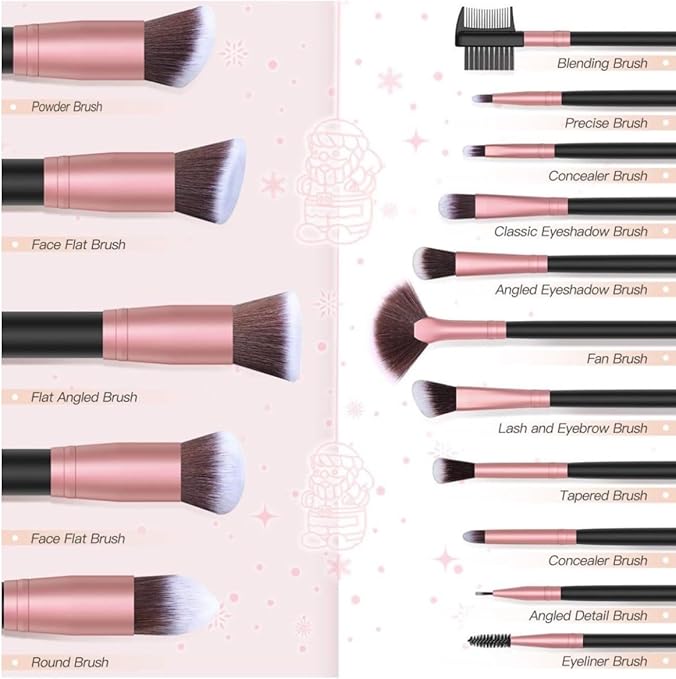 Powder Brush
Face Flat Brush
Flat Angled Brush
Face Flat Brush
Round Brush
Blending Brush
Precise Brush
Concealer Brush
Classic Eyeshadow Brush
Angled Eyeshadow Brush
Fan Brush
Lash and Eyebrow Brush
Tapered Brush
Concealer Brush
Angled Detail Brush
Eyeliner Brush